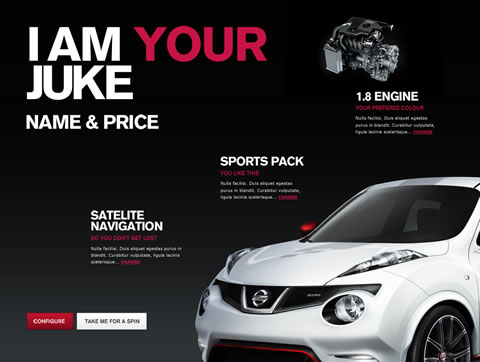 I AM YOUR
JUKE
NAME & PRICE
1.8 ENGINE
YOUR PREFERED COLOUR
Nulla facilisi. Duis aliquet egestas
purus in blandit. Curabitur vulputate,
ligula lacinia scelerisque... CHANGE
SPORTS PACK
YOU LIKE THIS
Nulla facilisi. Duis aliquet egestas
purus in blandit. Curabitur vulputate,
ligula lacinia scelerisque... CHANGE
SATELITE
NAVIGATION
SO YOU DON'T GET LOST
Nulla facilisi. Duis aliquet egestas purus in
blandit. Curabitur vulputate, ligula lacinia
scelerisque... CHANGE
NISSAN
CONFIGURE
TAKE ME FOR A SPIN